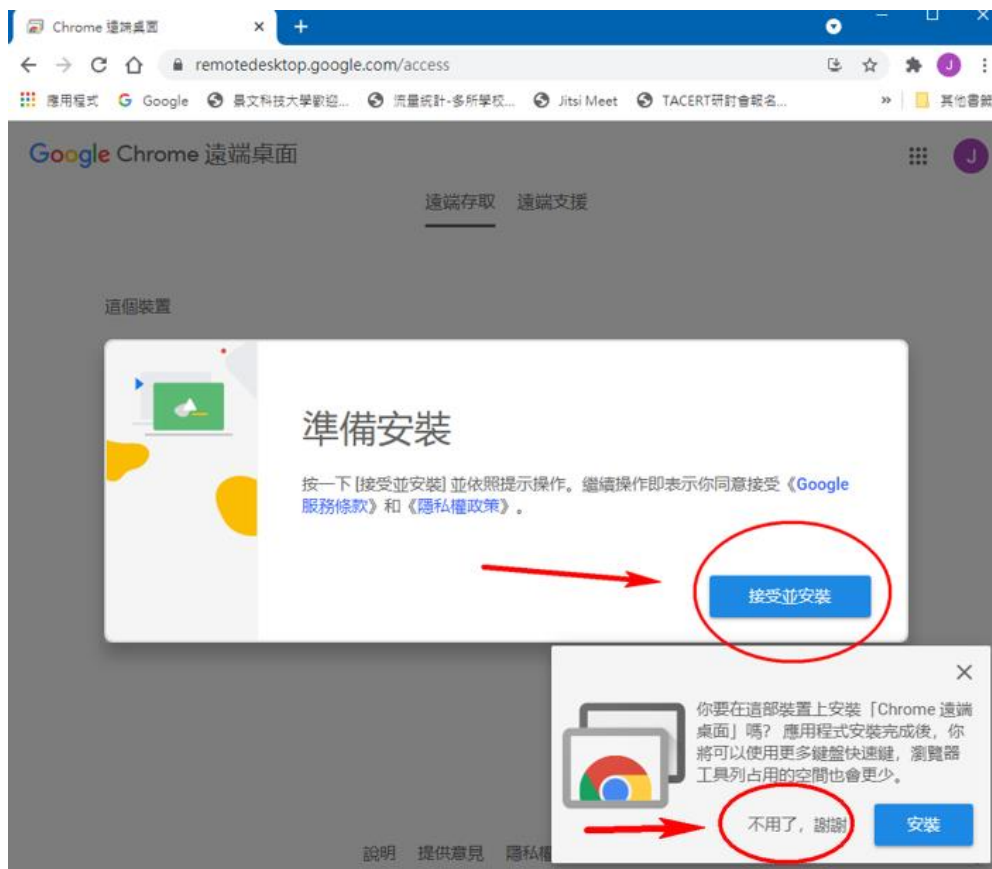 Chrome 遠端桌面
remotedesktop.google.com/access
J
應用程式 Google 景文科技大學歡迎... 流量統計-多所學校... Jitsi Meet TACERT研討會報名... » 其他書籤
Google Chrome 遠端桌面
J
遠端存取 遠端支援
這個裝置
準備安裝
按一下 [接受並安裝] 並依照提示操作。繼續操作即表示你同意接受《Google
服務條款》和《隱私權政策》。
接受並安裝
你要在這部裝置上安裝「Chrome 遠端
桌面」嗎? 應用程式安裝完成後，你
將可以使用更多鍵盤快速鍵，瀏覽器
工具列占用的空間也會更少。
不用了，謝謝
安裝
說明 提供意見 隱私權